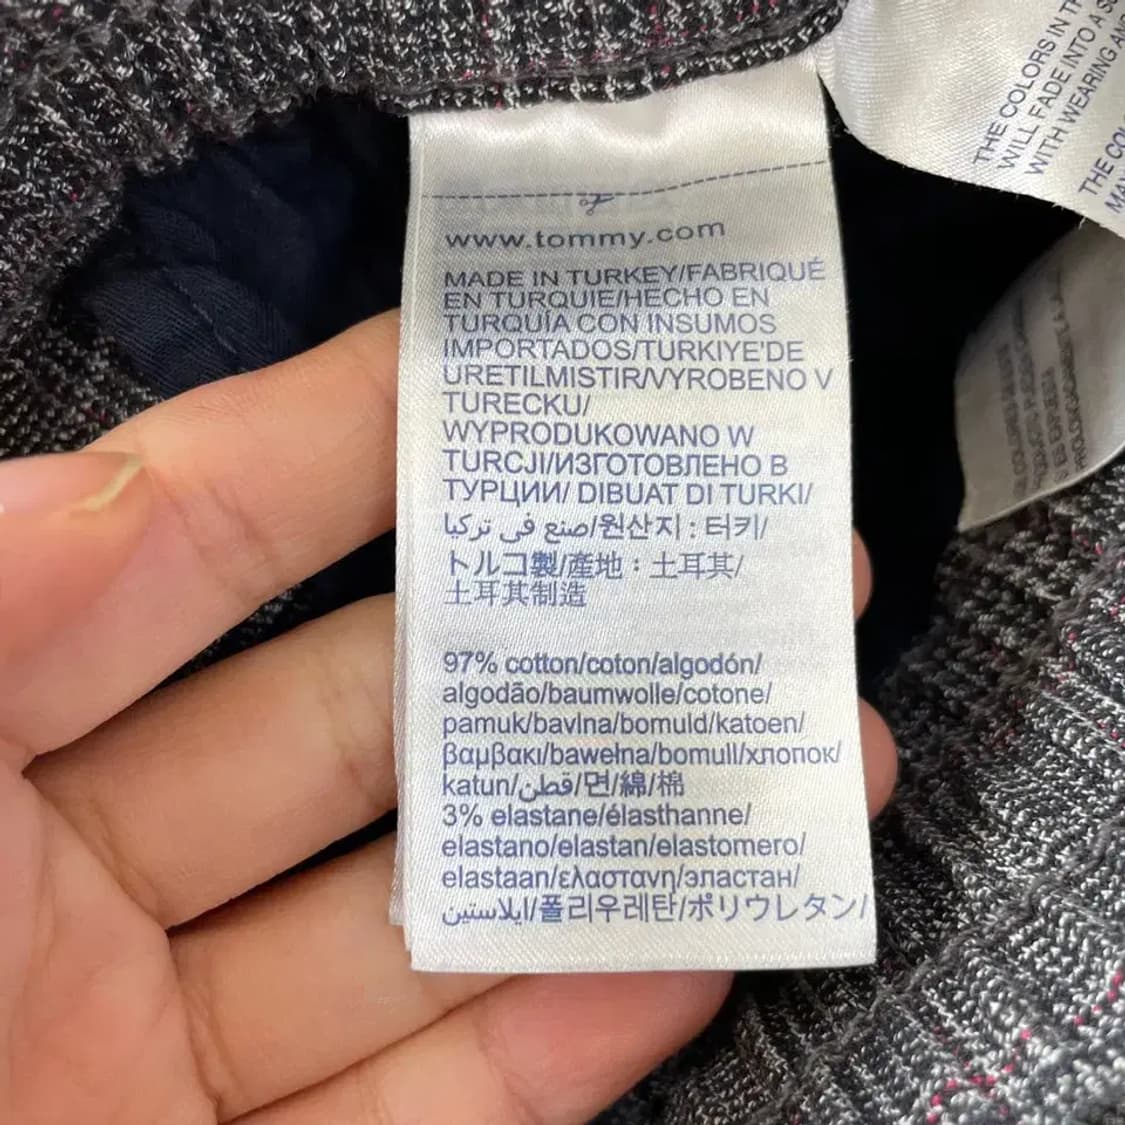 www.tommy.com
MADE IN TURKEY/FABRIQUÉ
EN TURQUIE/HECHO EN
TURQUÍA CON INSUMOS
IMPORTADOS/TURKIYE'DE
URETILMISTIR/VYROBENO V
TURECKU/
WYPRODUKOWANO W
TURCJI/ИЗГОТОВЛЕНО В
ТУРЦИИ/ DIBUAT DI TURKI/
صنع في تركيا/원산지 : 터키/
トルコ製/產地 : 土耳其/
土耳其制造
97% cotton/coton/algodón/
algodão/baumwolle/cotone/
pamuk/bavlna/bomuld/katoen/
βαμβακι/bawełna/bomull/хлопок/
katun/قطن/면/綿/棉
3% elastane/élasthanne/
elastano/elastan/elastomero/
elastaan/ελαστανη/эластан/
ايلاستين/폴리우레탄/ポリウレタン/
THE COLORS IN TH
WILL FADE INTO A SO
WITH WEARING AN
THE COL